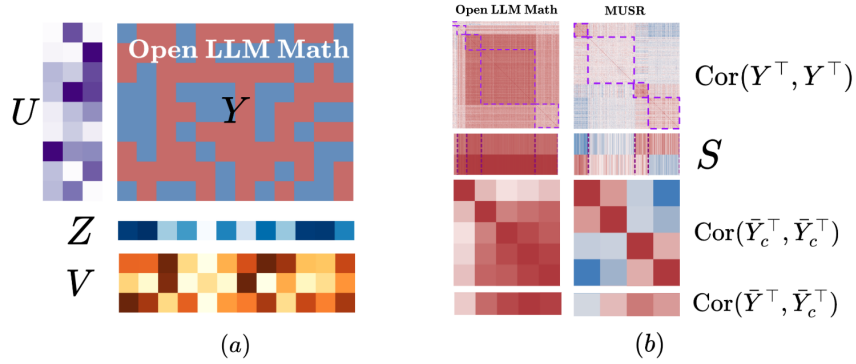 Open LLM Math
U
Y
Z
V
(a)
Open LLM Math
MUSR
Cor(Y⊤, Y⊤)
S
Cor(Ȳ_c⊤, Ȳ_c⊤)
Cor(Ȳ⊤, Ȳ_c⊤)
(b)